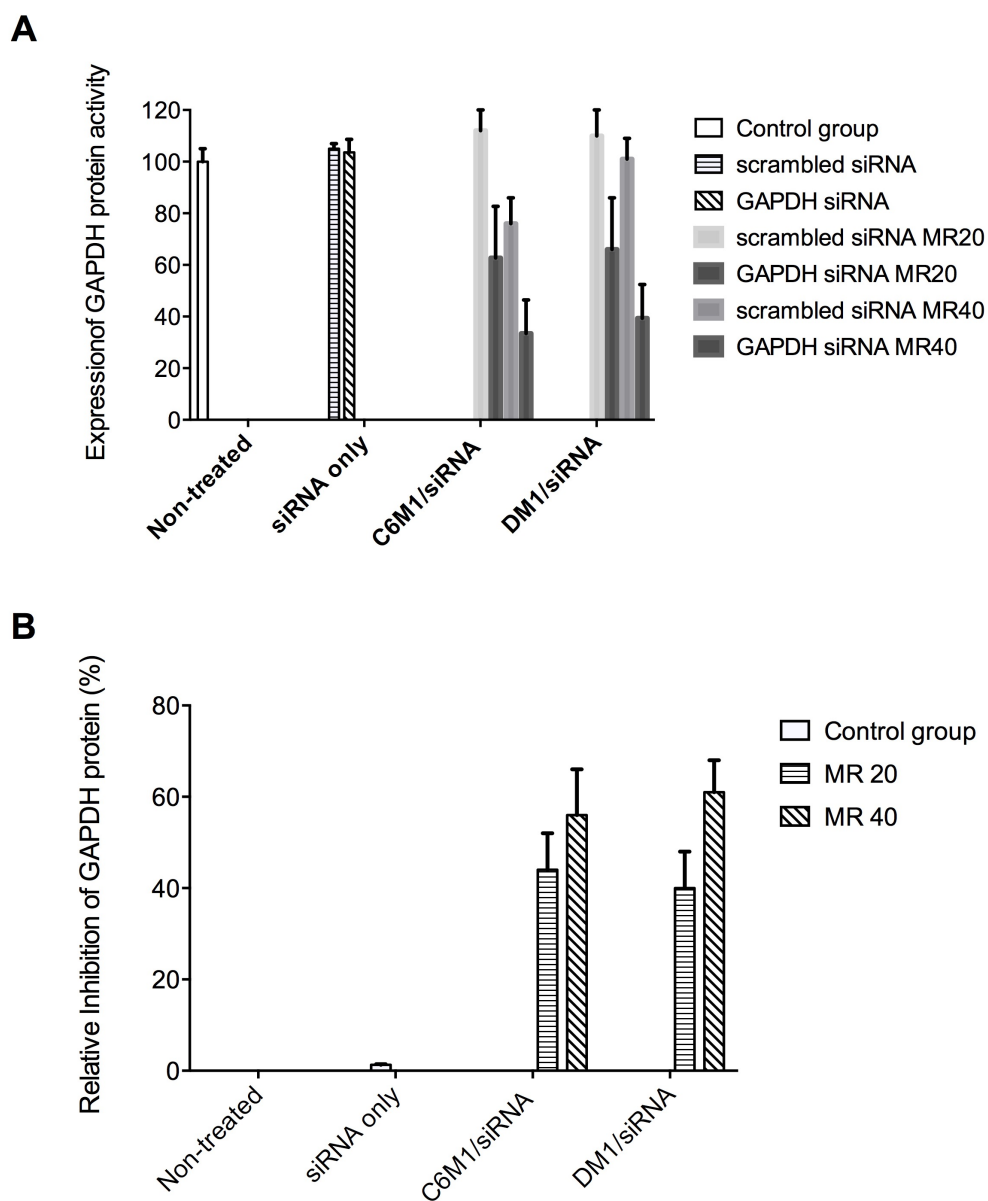 A
Expressionof GAPDH protein activity
120
100
80
60
40
20
0
Non-treated
siRNA only
C6M1/siRNA
DM1/siRNA
Control group
scrambled siRNA
GAPDH siRNA
scrambled siRNA MR20
GAPDH siRNA MR20
scrambled siRNA MR40
GAPDH siRNA MR40
B
Relative Inhibition of GAPDH protein (%)
80
60
40
20
0
Non-treated
siRNA only
C6M1/siRNA
DM1/siRNA
Control group
MR 20
MR 40